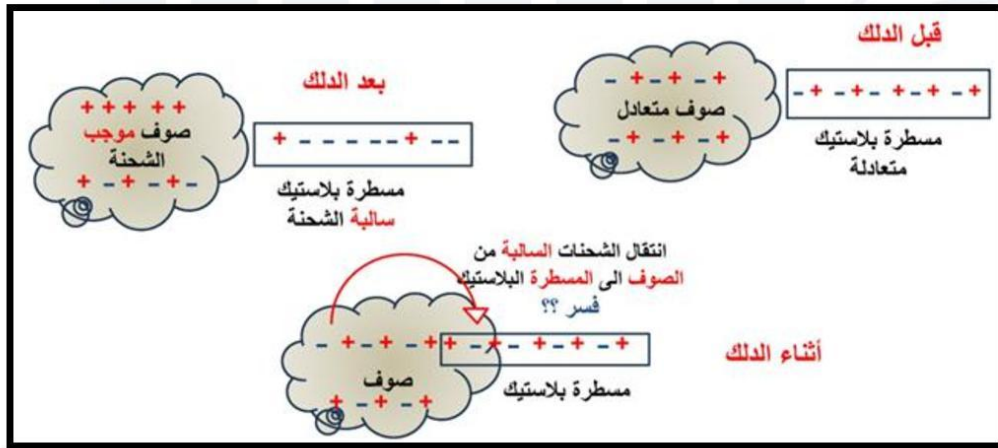 قبل الدلك
- + - + - +
صوف متعادل
- + - + - +
- + - + - + - + - +
مسطرة بلاستيك
متعادلة
بعد الدلك
+ + + + +
صوف موجب
الشحنة
+ - + - + -
+ - - - - - + - -
مسطرة بلاستيك
سالبة الشحنة
انتقال الشحنات السالبة من
الصوف الى المسطرة البلاستيك
فسر ؟؟
أثناء الدلك
- + - + - + + - + - + - + - +
صوف
+ - + - +
مسطرة بلاستيك